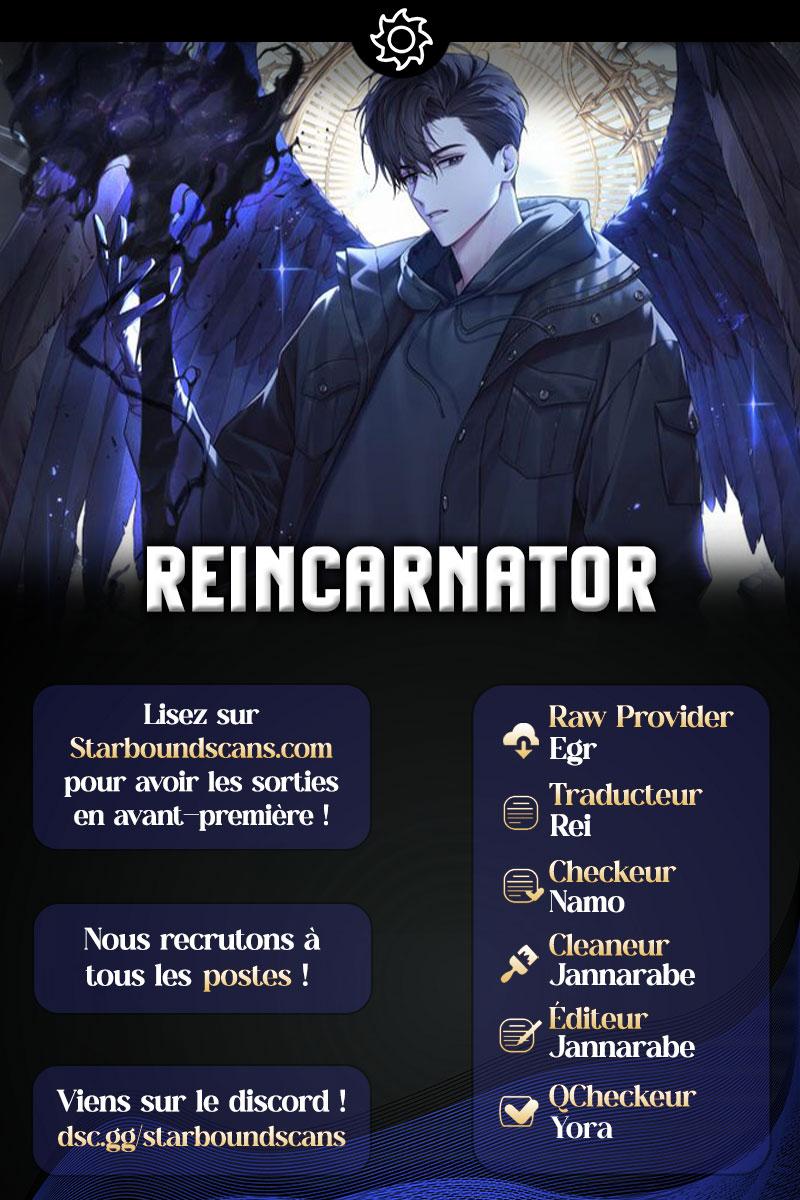 REINCARNATOR
Lisez sur
Starboundscans.com
pour avoir les sorties
en avant-première !
Nous recrutons à
tous les postes !
Viens sur le discord !
dsc.gg/starboundscans
Raw Provider
Egr
Traducteur
Rei
Checkeur
Namo
Cleaneur
Jannarabe
Éditeur
Jannarabe
QCheckeur
Yora